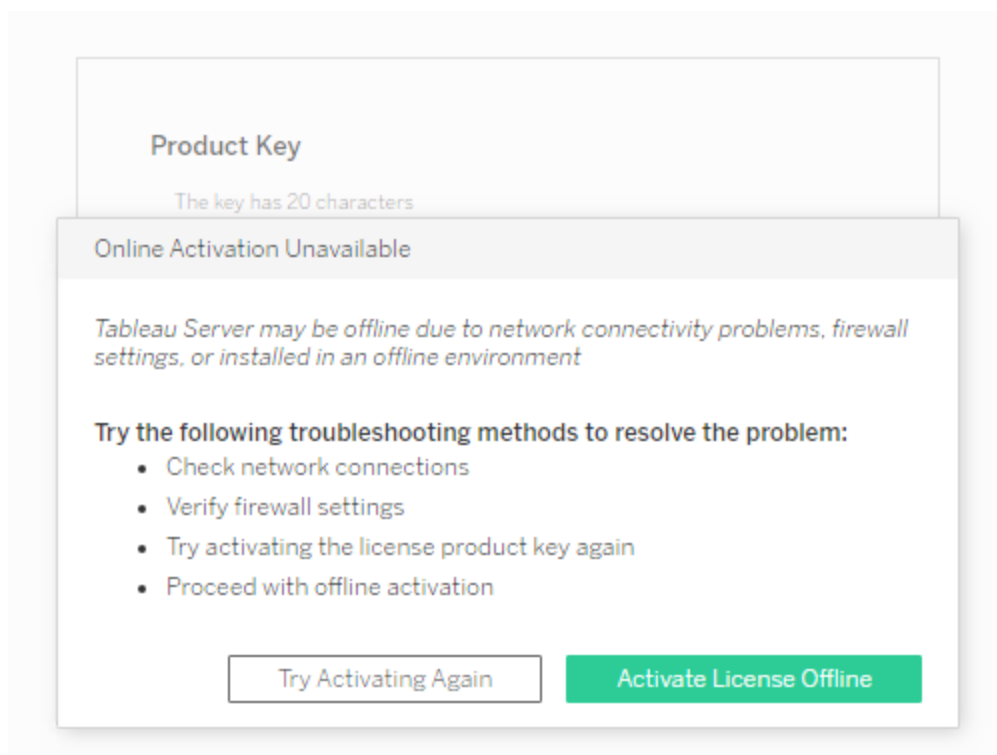 Product Key
The key has 20 characters
Online Activation Unavailable
Tableau Server may be offline due to network connectivity problems, firewall
settings, or installed in an offline environment
Try the following troubleshooting methods to resolve the problem:
• Check network connections
• Verify firewall settings
• Try activating the license product key again
• Proceed with offline activation
Try Activating Again
Activate License Offline